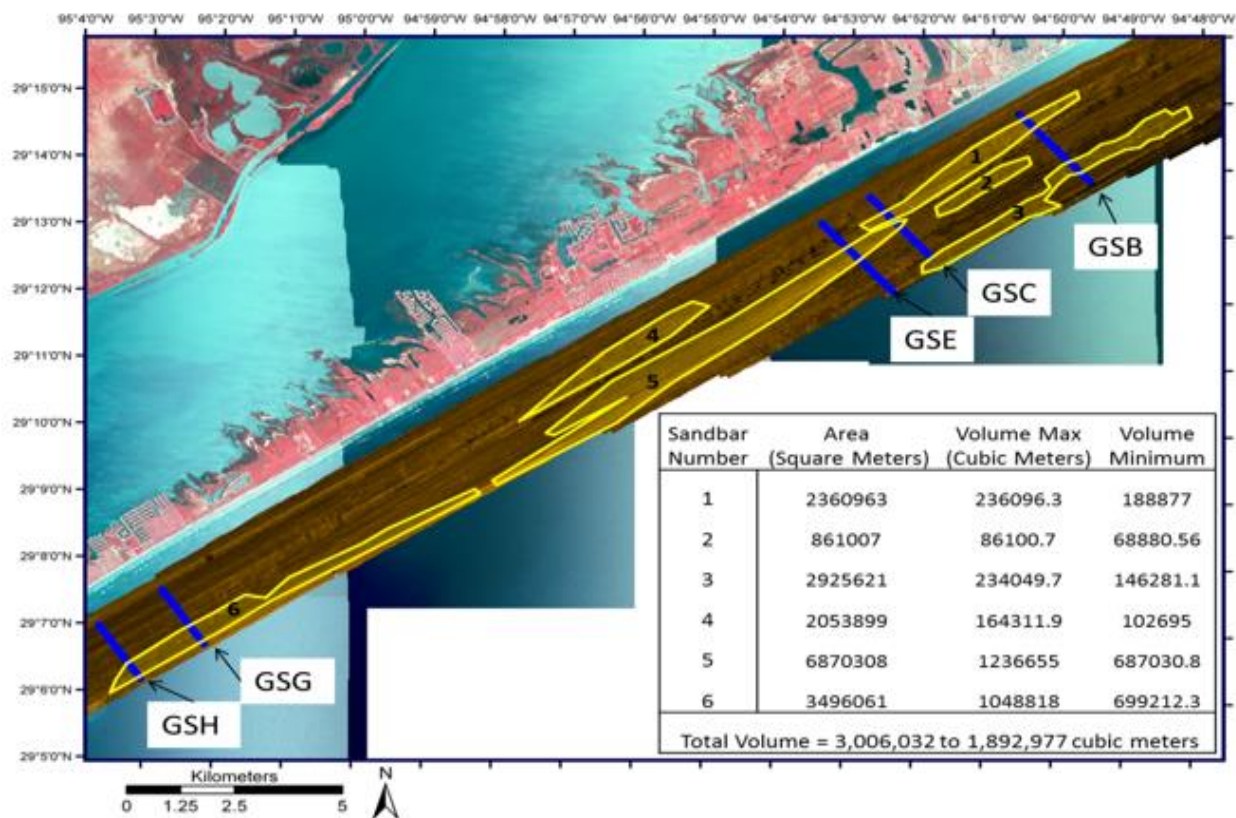 95°4'0"W 95°3'0"W 95°2'0"W 95°1'0"W 95°0'0"W 94°59'0"W 94°58'0"W 94°57'0"W 94°56'0"W 94°55'0"W 94°54'0"W 94°53'0"W 94°52'0"W 94°51'0"W 94°50'0"W 94°49'0"W 94°48'0"W
29°15'0"N
29°14'0"N
29°13'0"N
29°12'0"N
29°11'0"N
29°10'0"N
29°9'0"N
29°8'0"N
29°7'0"N
29°6'0"N
29°5'0"N
1
2
3
GSB
GSC
GSE
4
5
6
GSG
GSH
Sandbar Area Volume Max Volume
Number (Square Meters) (Cubic Meters) Minimum
1 2360963 236096.3 188877
2 861007 86100.7 68880.56
3 2925621 234049.7 146281.1
4 2053899 164311.9 102695
5 6870308 1236655 687030.8
6 3496061 1048818 699212.3
Total Volume = 3,006,032 to 1,892,977 cubic meters
Kilometers
0 1.25 2.5 5
N